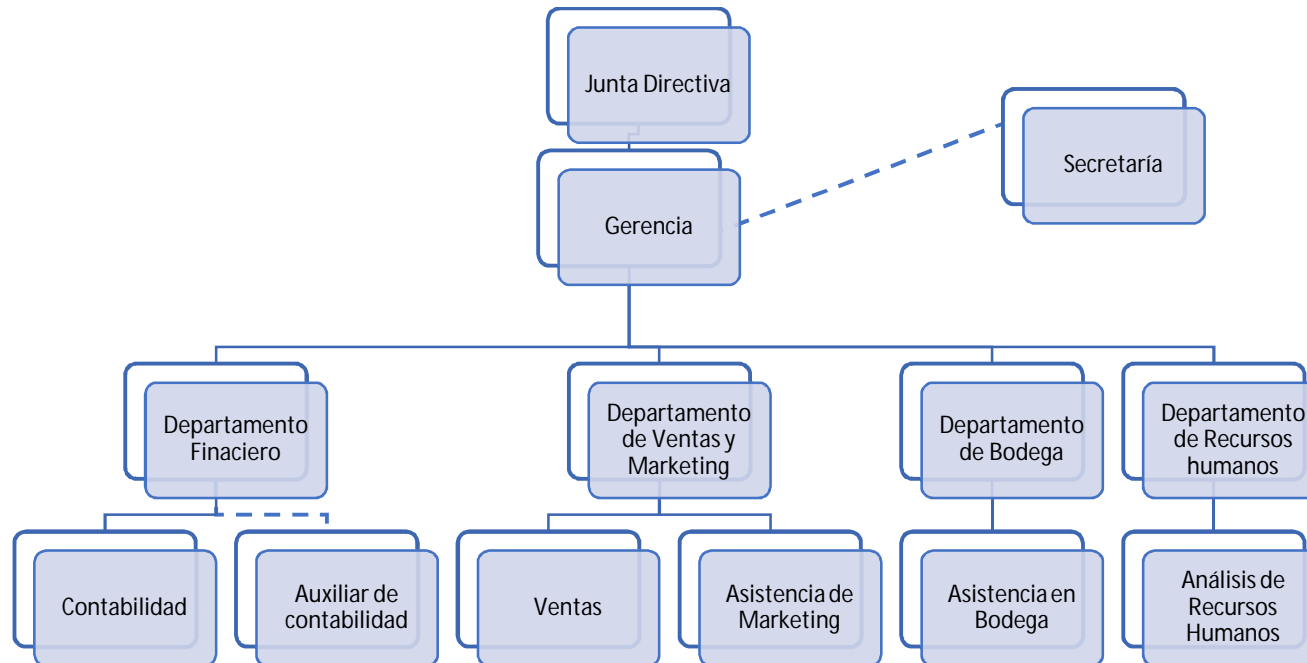 Junta Directiva
Secretaría
Gerencia
Departamento
Finaciero
Departamento
de Ventas y
Marketing
Departamento
de Bodega
Departamento
de Recursos
humanos
Contabilidad
Auxiliar de
contabilidad
Ventas
Asistencia de
Marketing
Asistencia en
Bodega
Análisis de
Recursos
Humanos